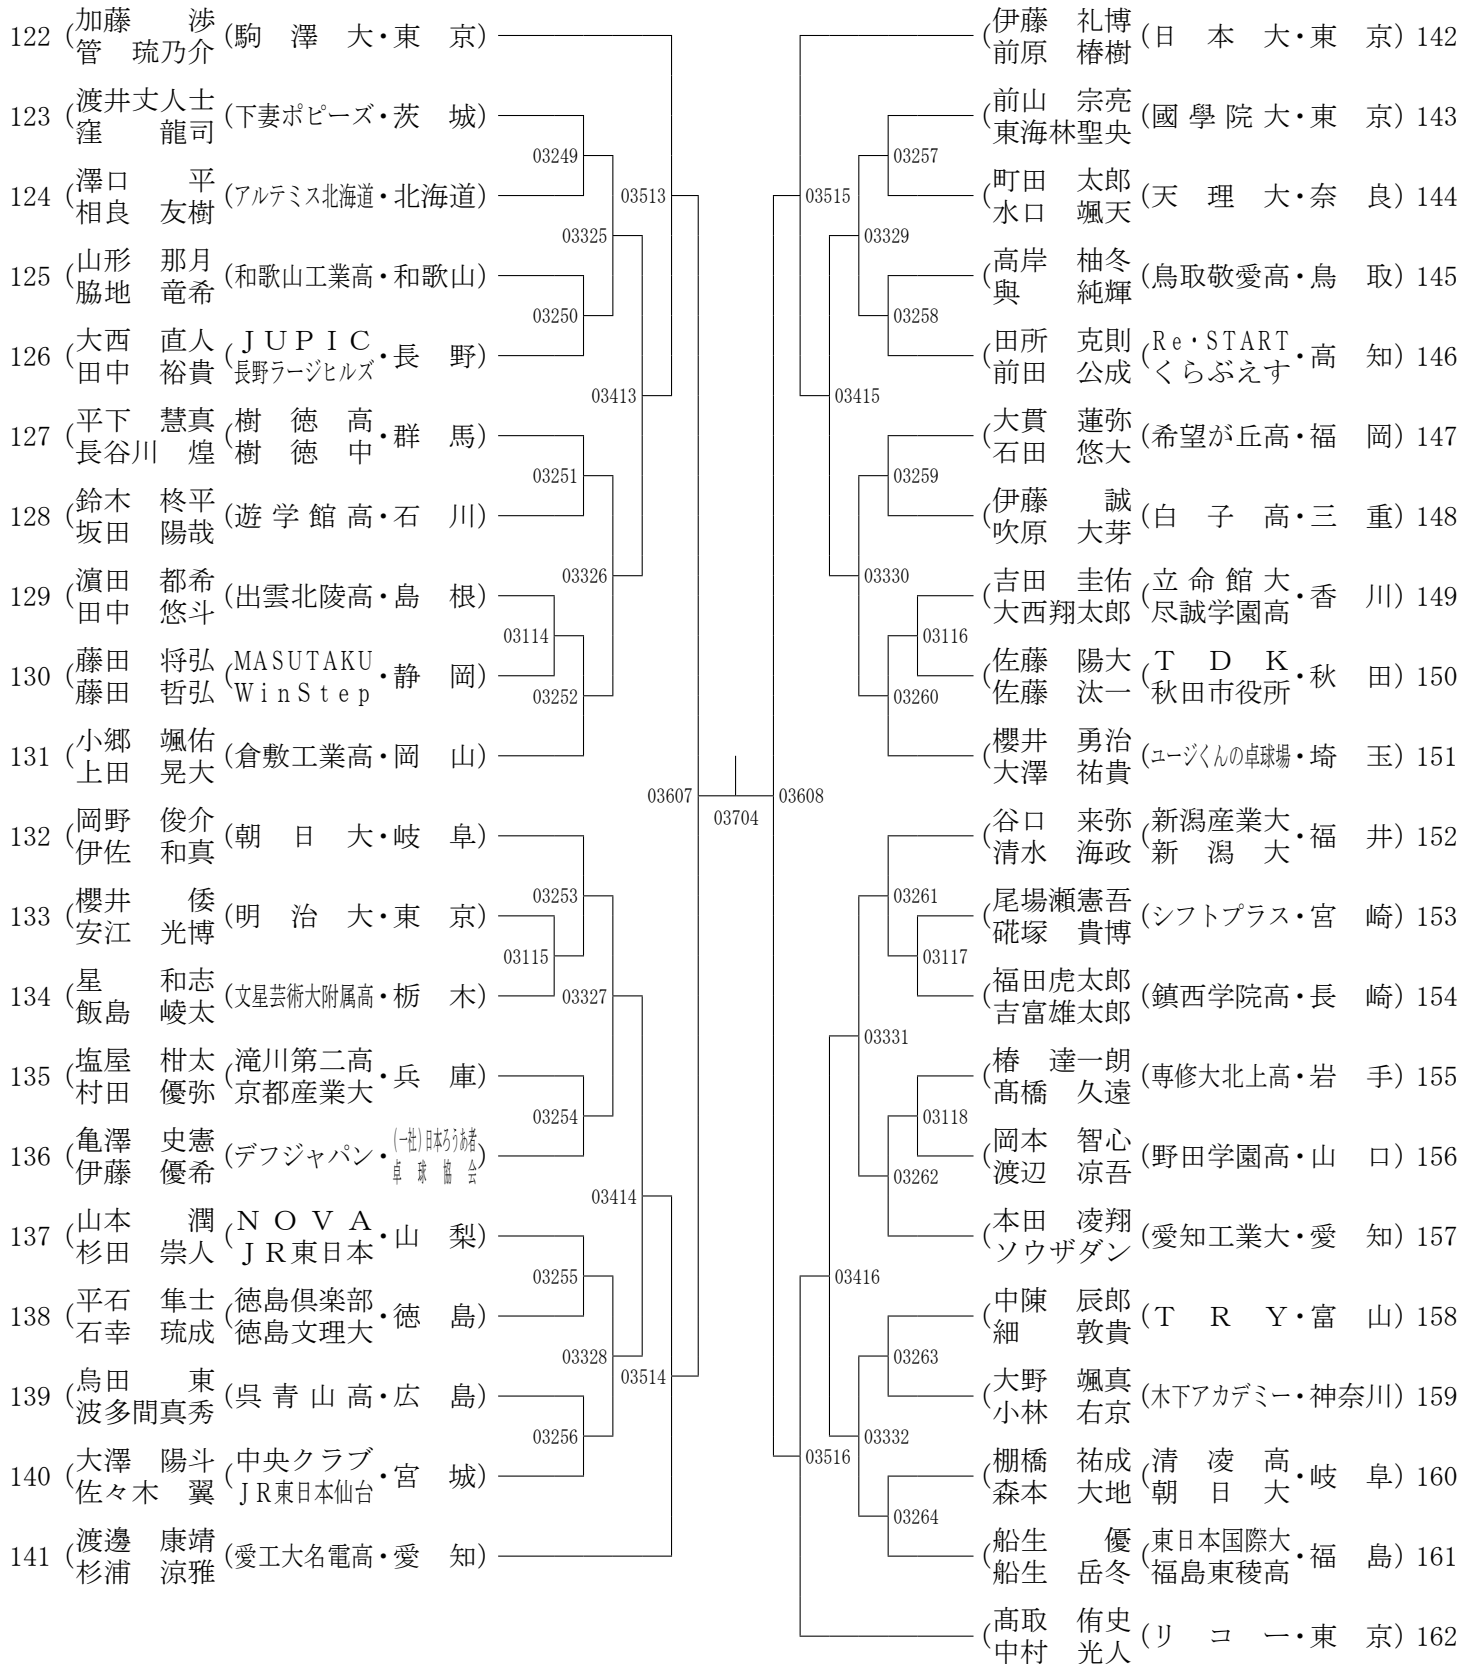 122 (加藤　　渉 管　琉乃介 (駒　澤　大・東　京)
123 (渡井丈人士 窪　　龍司 (下妻ポピーズ・茨　城)
03249
124 (澤口　　平 相良　友樹 (アルテミス北海道・北海道)
03513
03325
125 (山形　那月 脇地　竜希 (和歌山工業高・和歌山)
03250
126 (大西　直人 田中　裕貴 (ＪＵＰＩＣ 長野ラージヒルズ・長　野)
03413
127 (平下　慧真 長谷川　煌 (樹　徳　高 樹　徳　中・群　馬)
03251
128 (鈴木　柊平 坂田　陽哉 (遊学館高・石　川)
03326
129 (濵田　都希 田中　悠斗 (出雲北陵高・島　根)
03114
130 (藤田　将弘 藤田　哲弘 (MASUTAKU WinStep・静　岡)
03252
131 (小郷　颯佑 上田　晃大 (倉敷工業高・岡　山)
03607
03704
132 (岡野　俊介 伊佐　和真 (朝　日　大・岐　阜)
03253
133 (櫻井　　倭 安江　光博 (明　治　大・東　京)
03115
134 (星　　和志 飯島　崚太 (文星芸術大附属高・栃　木)
03327
135 (塩屋　柑太 村田　優弥 (滝川第二高 京都産業大・兵　庫)
03254
136 (亀澤　史憲 伊藤　優希 (デフジャパン・(一社)日本ろうあ者 卓球協会)
03414
137 (山本　　潤 杉田　崇人 (ＮＯＶＡ ＪＲ東日本・山　梨)
03255
138 (平石　隼士 石幸　琉成 (徳島倶楽部 徳島文理大・徳　島)
03328
03514
139 (烏田　　東 波多間真秀 (呉青山高・広　島)
03256
140 (大澤　陽斗 佐々木　翼 (中央クラブ ＪＲ東日本仙台・宮　城)
141 (渡邊　康靖 杉浦　涼雅 (愛工大名電高・愛　知)
(伊藤　礼博 前原　椿樹 (日　本　大・東　京) 142
(前山　宗亮 東海林聖央 (國學院大・東　京) 143
03257
(町田　太郎 水口　颯天 (天　理　大・奈　良) 144
03515
03329
(高岸　柚冬 與　　純輝 (鳥取敬愛高・鳥　取) 145
03258
(田所　克則 前田　公成 (Re・START くらぶえす・高　知) 146
03415
(大貫　蓮弥 石田　悠大 (希望が丘高・福　岡) 147
03259
(伊藤　　誠 吹原　大芽 (白　子　高・三　重) 148
03330
(吉田　圭佑 大西翔太郎 (立命館大 尽誠学園高・香　川) 149
03116
(佐藤　陽大 佐藤　汰一 (Ｔ　Ｄ　Ｋ 秋田市役所・秋　田) 150
03260
(櫻井　勇治 大澤　祐貴 (ユージくんの卓球場・埼　玉) 151
03608
(谷口　来弥 清水　海政 (新潟産業大 新　潟　大・福　井) 152
03261
(尾場瀬憲吾 硴塚　貴博 (シフトプラス・宮　崎) 153
03117
(福田虎太郎 吉富雄太郎 (鎮西学院高・長　崎) 154
03331
(椿　達一朗 髙橋　久遠 (専修大北上高・岩　手) 155
03118
(岡本　智心 渡辺　凉吾 (野田学園高・山　口) 156
03262
(本田　凌翔 ソウザダン (愛知工業大・愛　知) 157
03416
(中陳　辰郎 細　　敦貴 (Ｔ　Ｒ　Ｙ・富　山) 158
03263
(大野　颯真 小林　右京 (木下アカデミー・神奈川) 159
03332
03516
(棚橋　祐成 森本　大地 (清　凌　高 朝　日　大・岐　阜) 160
03264
(船生　　優 船生　岳冬 (東日本国際大 福島東稜高・福　島) 161
(髙取　侑史 中村　光人 (リ　コ　ー・東　京) 162